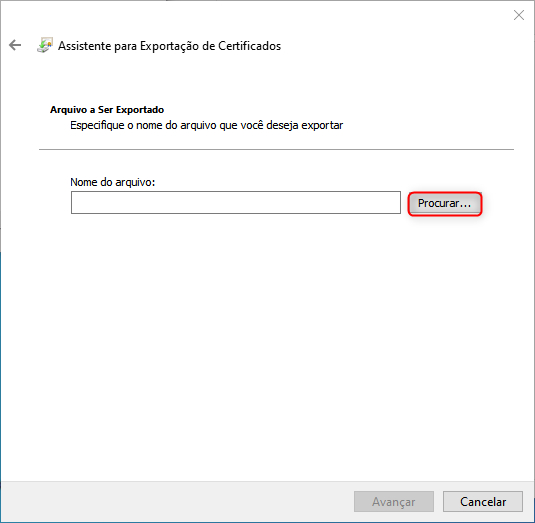 Assistente para Exportação de Certificados
Arquivo a Ser Exportado
Especifique o nome do arquivo que você deseja exportar
Nome do arquivo:
Procurar...
Avançar
Cancelar